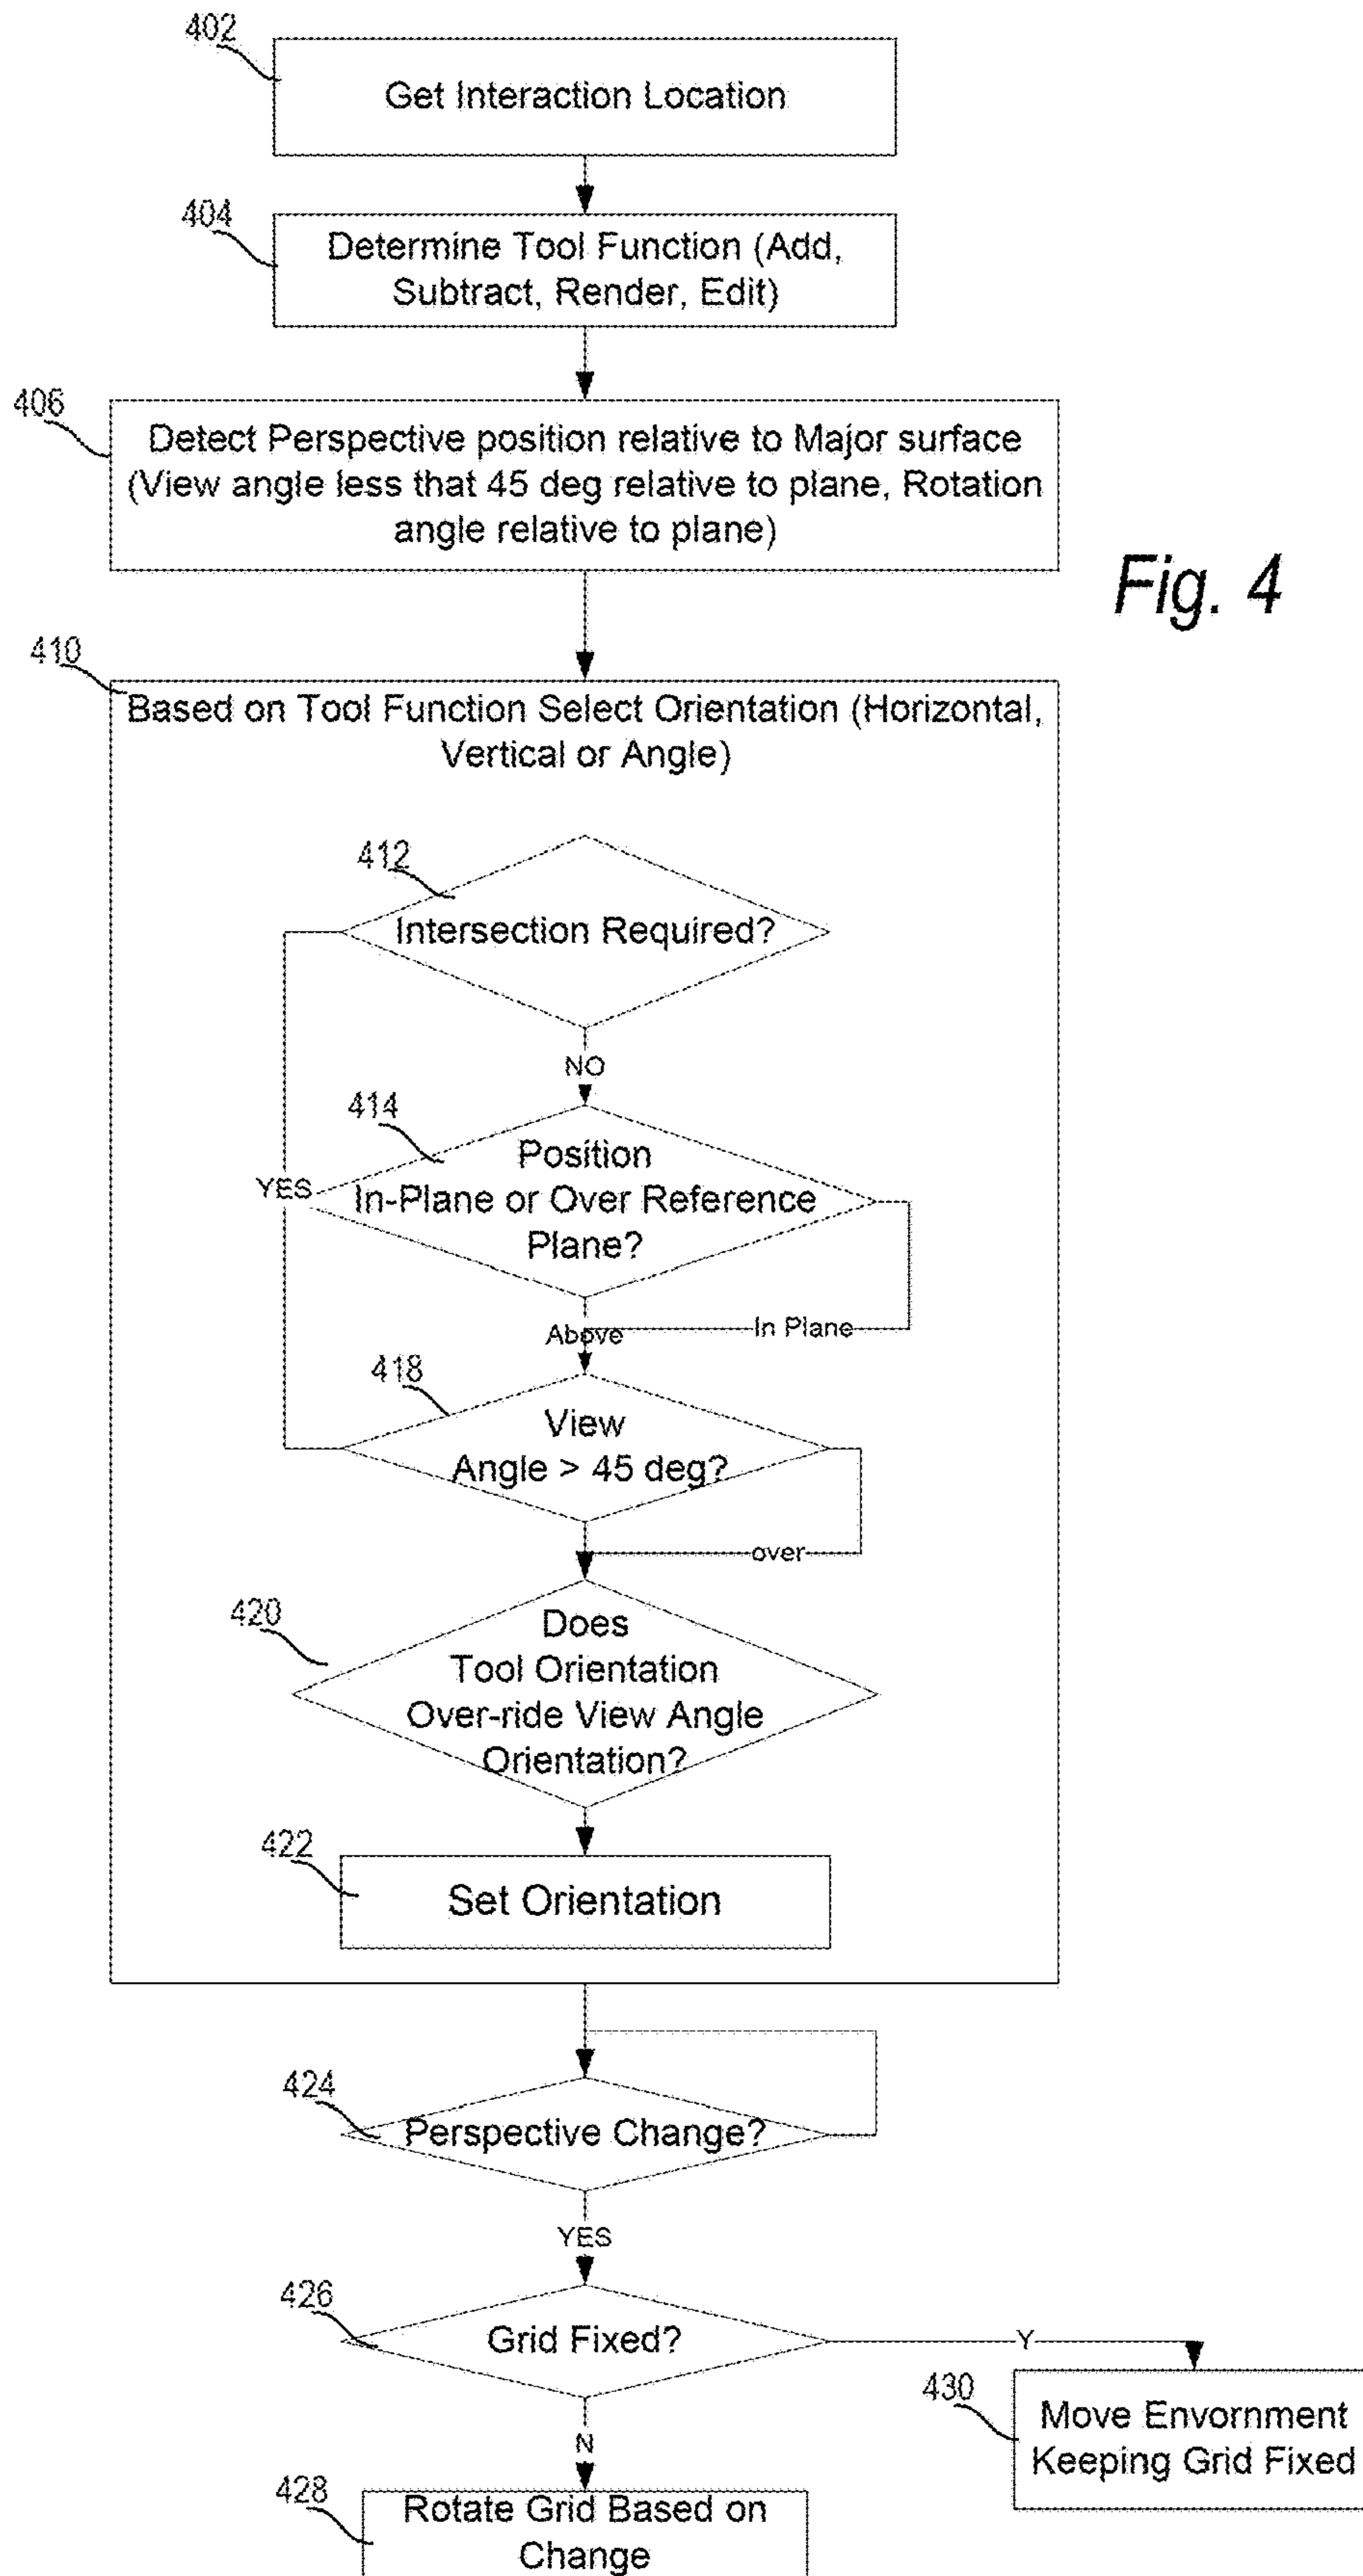 402
Get Interaction Location
404
Determine Tool Function (Add,
Subtract, Render, Edit)
406
Detect Perspective position relative to Major surface
(View angle less that 45 deg relative to plane, Rotation
angle relative to plane)
Fig. 4
410
Based on Tool Function Select Orientation (Horizontal,
Vertical or Angle)
412
Intersection Required?
NO
414
Position
In-Plane or Over Reference
Plane?
YES
Above
In Plane
418
View
Angle > 45 deg?
over
420
Does
Tool Orientation
Over-ride View Angle
Orientation?
422
Set Orientation
424
Perspective Change?
YES
426
Grid Fixed?
Y
430
Move Envornment
Keeping Grid Fixed
N
428
Rotate Grid Based on
Change